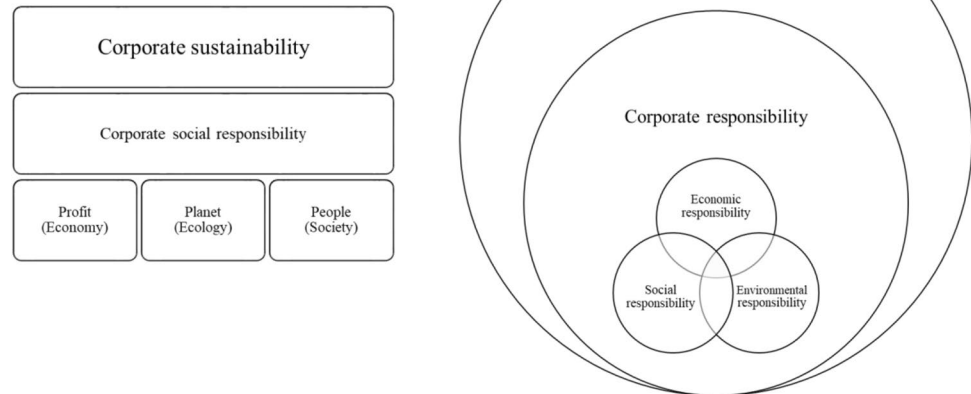 Corporate sustainability
Corporate social responsibility
Profit
(Economy)
Planet
(Ecology)
People
(Society)
Corporate responsibility
Economic
responsibility
Social
responsibility
Environmental
responsibility